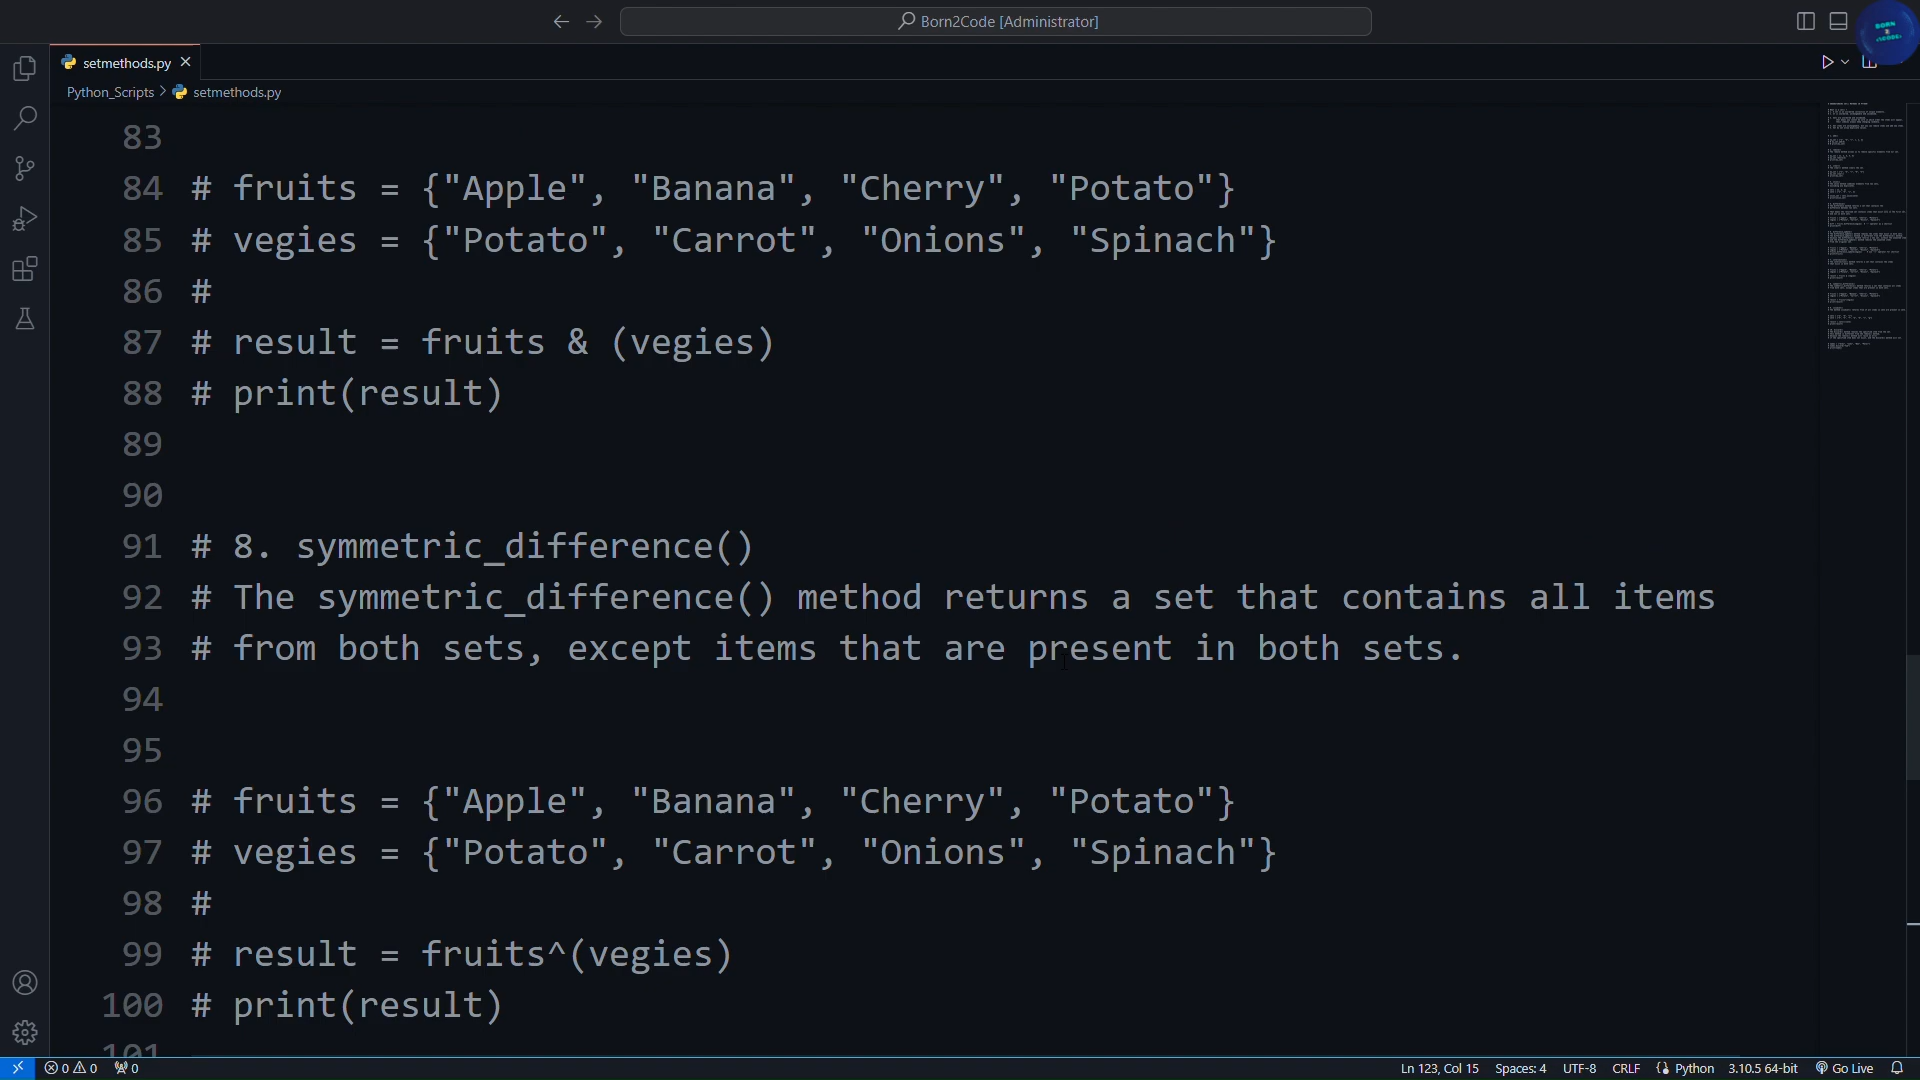 Born2Code [Administrator]
BORN
2
setmethods.py
Python_Scripts > setmethods.py
83
84 # fruits = {"Apple", "Banana", "Cherry", "Potato"}
85 # vegies = {"Potato", "Carrot", "Onions", "Spinach"}
86 #
87 # result = fruits & (vegies)
88 # print(result)
89
90
91 # 8. symmetric_difference()
92 # The symmetric_difference() method returns a set that contains all items
93 # from both sets, except items that are present in both sets.
94
95
96 # fruits = {"Apple", "Banana", "Cherry", "Potato"}
97 # vegies = {"Potato", "Carrot", "Onions", "Spinach"}
98 #
99 # result = fruits^(vegies)
100 # print(result)
101
0 0 0 Ln 123, Col 15 Spaces: 4 UTF-8 CRLF Python 3.10.5 64-bit Go Live